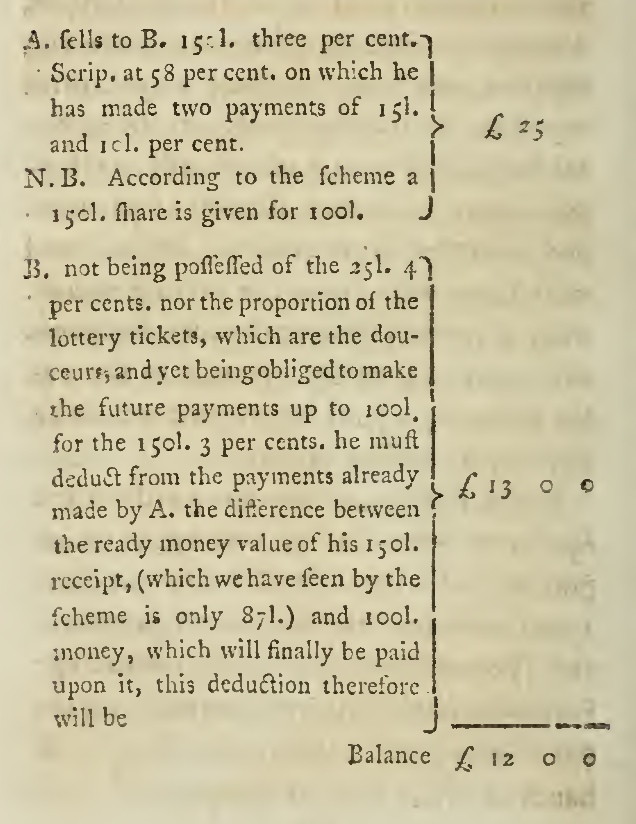 A. ſells to B. 150l. three per cent.
Scrip. at 58 per cent. on which he
has made two payments of 15l.
and 10l. per cent.
£ 25
N.B. According to the ſcheme a
150l. ſhare is given for 100l.
B. not being poſſeſſed of the 25l. 4
per cents. nor the proportion of the
lottery tickets, which are the dou-
ceurs, and yet being obliged to make
the future payments up to 100l.
for the 150l. 3 per cents. he muſt
deduct from the payments already
made by A. the difference between
the ready money value of his 150l.
receipt, (which we have ſeen by the
ſcheme is only 87l.) and 100l.
money, which will finally be paid
upon it, this deduction therefore
will be
£ 13 0 0
Balance £ 12 0 0